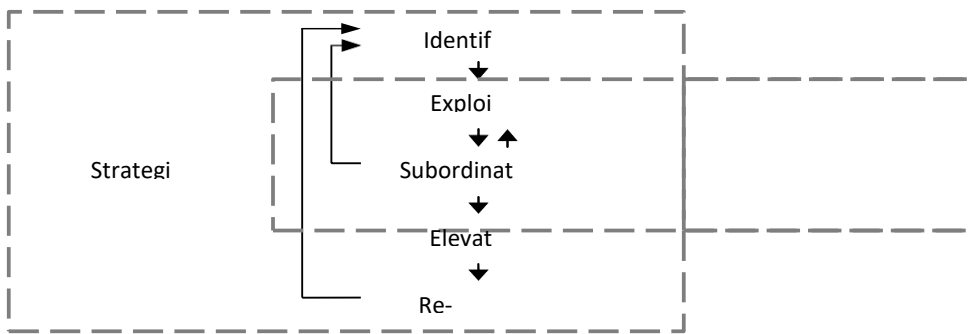 Identif
Exploi
Strategi
Subordinat
Elevat
Re-